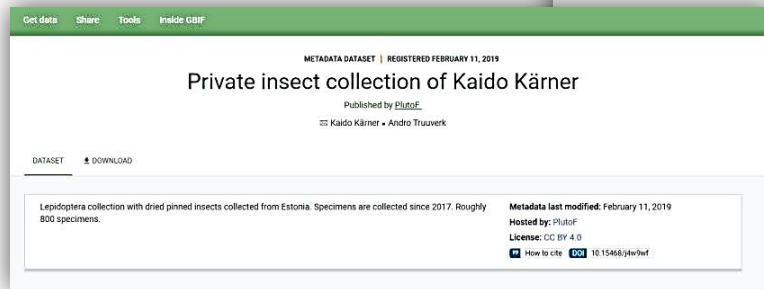 Get data Share Tools Inside GBIF
METADATA DATASET | REGISTERED FEBRUARY 11, 2019
Private insect collection of Kaido Kärner
Published by PlutoF
Kaido Kärner • Andro Truuverk
DATASET DOWNLOAD
Lepidoptera collection with dried pinned insects collected from Estonia. Specimens are collected since 2017. Roughly
800 specimens.
Metadata last modified: February 11, 2019
Hosted by: PlutoF
License: CC BY 4.0
How to cite DOI 10.15468/j4w9wf